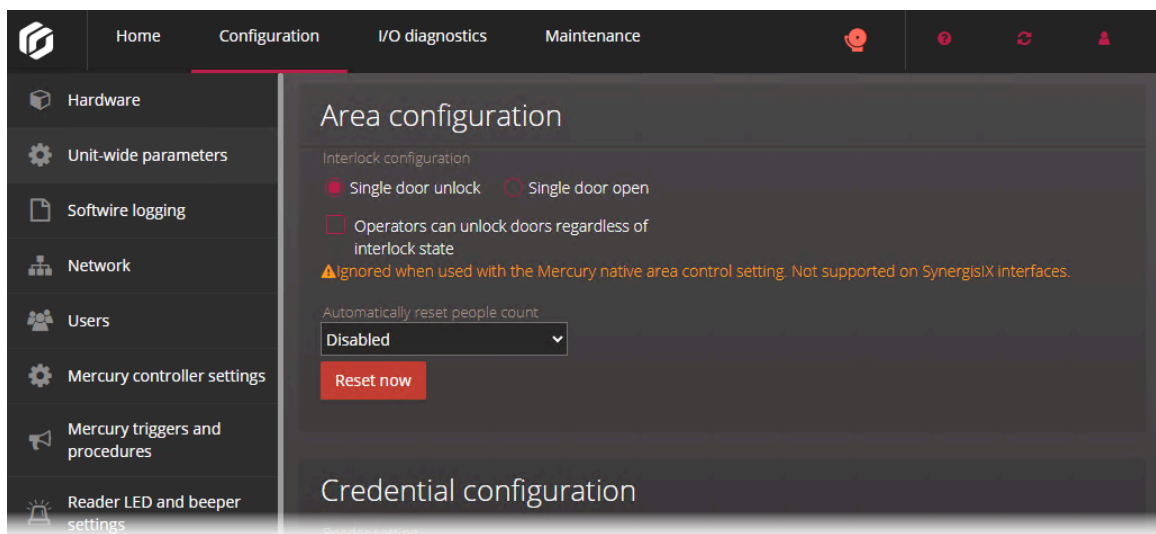 Home Configuration I/O diagnostics Maintenance
Hardware
Unit-wide parameters
Softwire logging
Network
Users
Mercury controller settings
Mercury triggers and
procedures
Reader LED and beeper
settings
Area configuration
Interlock configuration
Single door unlock Single door open
Operators can unlock doors regardless of
interlock state
Ignored when used with the Mercury native area control setting. Not supported on SynergisIX interfaces.
Automatically reset people count
Disabled
Reset now
Credential configuration